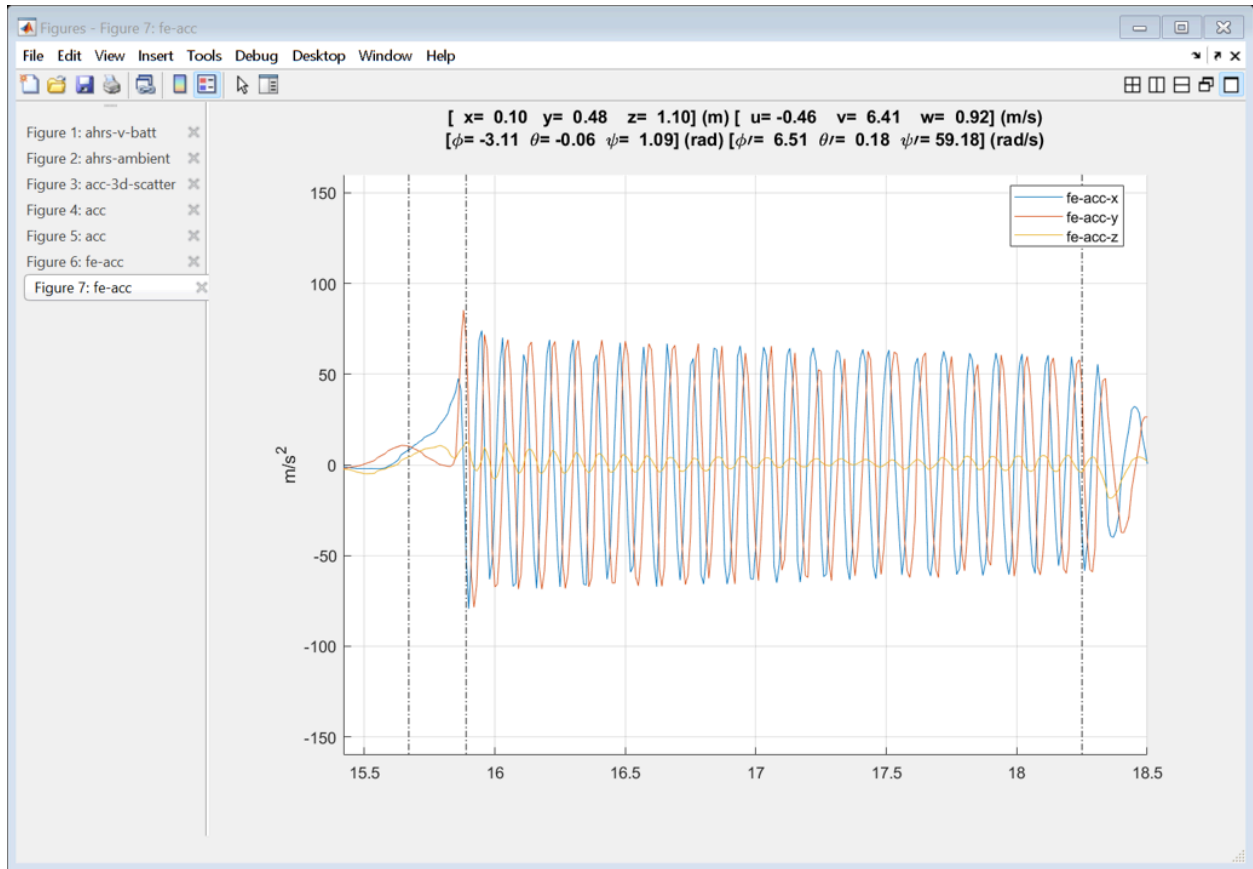 Figures - Figure 7: fe-acc
File Edit View Insert Tools Debug Desktop Window Help
Figure 1: ahrs-v-batt
Figure 2: ahrs-ambient
Figure 3: acc-3d-scatter
Figure 4: acc
Figure 5: acc
Figure 6: fe-acc
Figure 7: fe-acc
[ x= 0.10 y= 0.48 z= 1.10] (m) [ u= -0.46 v= 6.41 w= 0.92] (m/s)
[ϕ= -3.11 θ= -0.06 ψ= 1.09] (rad) [ϕ′= 6.51 θ′= 0.18 ψ′= 59.18] (rad/s)
fe-acc-x
fe-acc-y
fe-acc-z
150
100
50
0
-50
-100
-150
m/s²
15.5 16 16.5 17 17.5 18 18.5